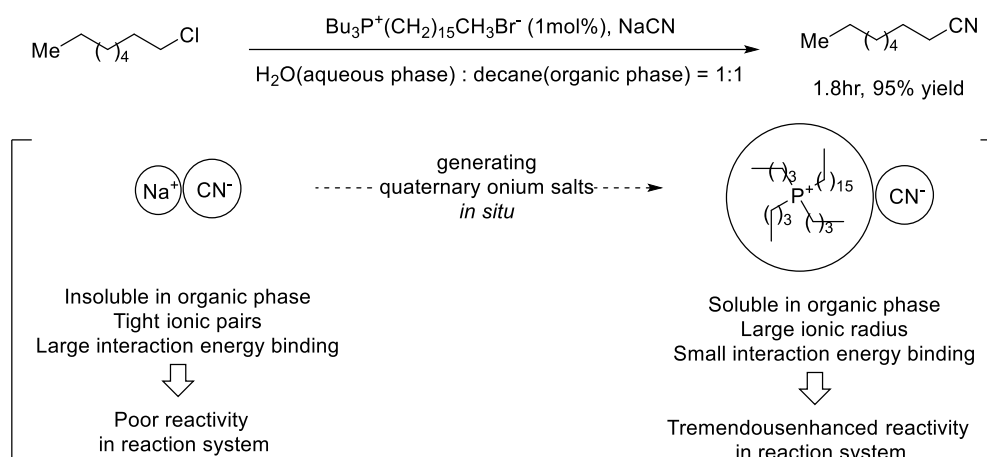 Bu₃P⁺(CH₂)₁₅CH₃Br⁻ (1mol%), NaCN
Me ( )₄ Cl
H₂O(aqueous phase) : decane(organic phase) = 1:1
Me ( )₄ CN
1.8hr, 95% yield
Na⁺ CN⁻
generating
quaternary onium salts
in situ
( )₃ ( )₁₅
P⁺
( )₃ ( )₃
CN⁻
Insoluble in organic phase
Tight ionic pairs
Large interaction energy binding
Poor reactivity
in reaction system
Soluble in organic phase
Large ionic radius
Small interaction energy binding
Tremendousenhanced reactivity
in reaction system